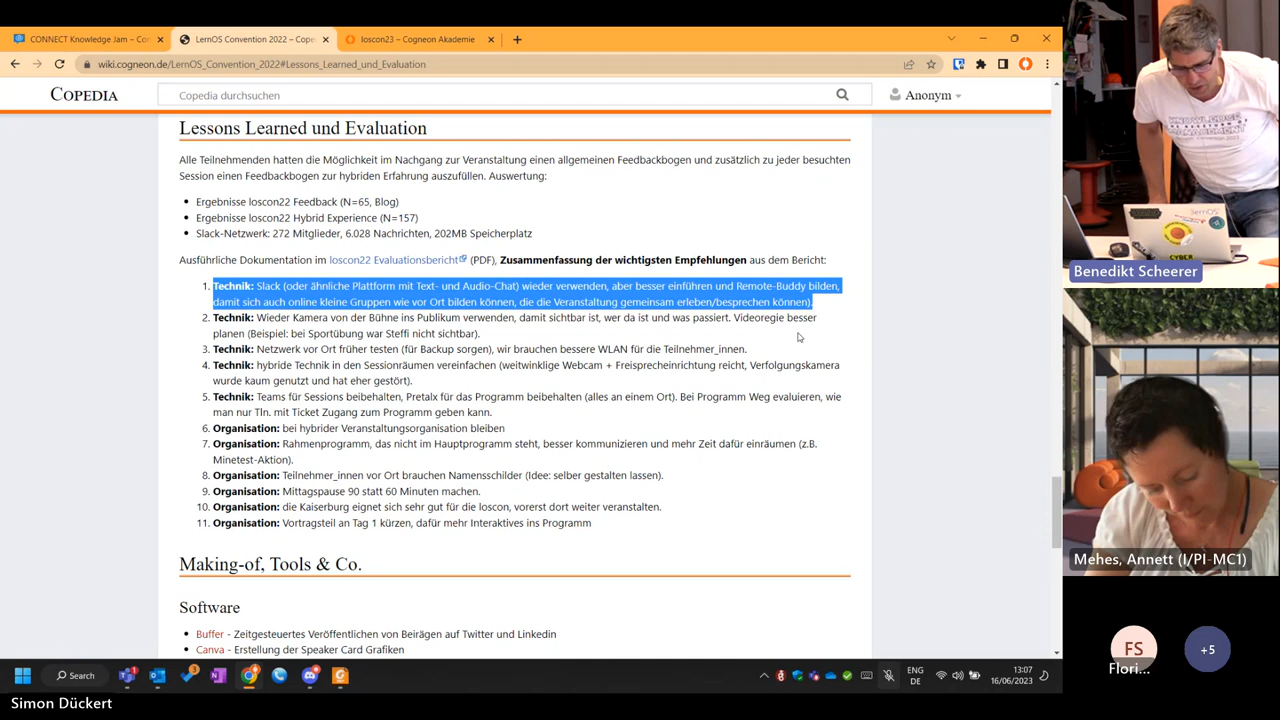 CONNECT Knowledge Jam – Co
LernOS Convention 2022 – Cope
loscon23 – Cogneon Akademie
wiki.cogneon.de/LernOS_Convention_2022#Lessons_Learned_und_Evaluation
COPEDIA
Copedia durchsuchen
Anonym
Lessons Learned und Evaluation
Alle Teilnehmenden hatten die Möglichkeit im Nachgang zur Veranstaltung einen allgemeinen Feedbackbogen und zusätzlich zu jeder besuchten
Session einen Feedbackbogen zur hybriden Erfahrung auszufüllen. Auswertung:
Ergebnisse loscon22 Feedback (N=65, Blog)
Ergebnisse loscon22 Hybrid Experience (N=157)
Slack-Netzwerk: 272 Mitglieder, 6.028 Nachrichten, 202MB Speicherplatz
Ausführliche Dokumentation im loscon22 Evaluationsbericht (PDF), Zusammenfassung der wichtigsten Empfehlungen aus dem Bericht:
1. Technik: Slack (oder ähnliche Plattform mit Text- und Audio-Chat) wieder verwenden, aber besser einführen und Remote-Buddy bilden,
damit sich auch online kleine Gruppen wie vor Ort bilden können, die die Veranstaltung gemeinsam erleben/besprechen können).
2. Technik: Wieder Kamera von der Bühne ins Publikum verwenden, damit sichtbar ist, wer da ist und was passiert. Videoregie besser
planen (Beispiel: bei Sportübung war Steffi nicht sichtbar).
3. Technik: Netzwerk vor Ort früher testen (für Backup sorgen), wir brauchen bessere WLAN für die Teilnehmer_innen.
4. Technik: hybride Technik in den Sessionräumen vereinfachen (weitwinklige Webcam + Freisprecheinrichtung reicht, Verfolgungskamera
wurde kaum genutzt und hat eher gestört).
5. Technik: Teams für Sessions beibehalten, Pretalx für das Programm beibehalten (alles an einem Ort). Bei Programm Weg evaluieren, wie
man nur Tln. mit Ticket Zugang zum Programm geben kann.
6. Organisation: bei hybrider Veranstaltungsorganisation bleiben
7. Organisation: Rahmenprogramm, das nicht im Hauptprogramm steht, besser kommunizieren und mehr Zeit dafür einräumen (z.B.
Minetest-Aktion).
8. Organisation: Teilnehmer_innen vor Ort brauchen Namensschilder (Idee: selber gestalten lassen).
9. Organisation: Mittagspause 90 statt 60 Minuten machen.
10. Organisation: die Kaiserburg eignet sich sehr gut für die loscon, vorerst dort weiter veranstalten.
11. Organisation: Vortragsteil an Tag 1 kürzen, dafür mehr Interaktives ins Programm
Making-of, Tools & Co.
Software
Buffer - Zeitgesteuertes Veröffentlichen von Beirägen auf Twitter und Linkedin
Canva - Erstellung der Speaker Card Grafiken
Search
ENG
DE
13:07
16/06/2023
Simon Dückert
KNOWLEDGE
MANAGEMENT
CYBER
Benedikt Scheerer
Mehes, Annett (I/PI-MC1)
FS
Flori...
+5